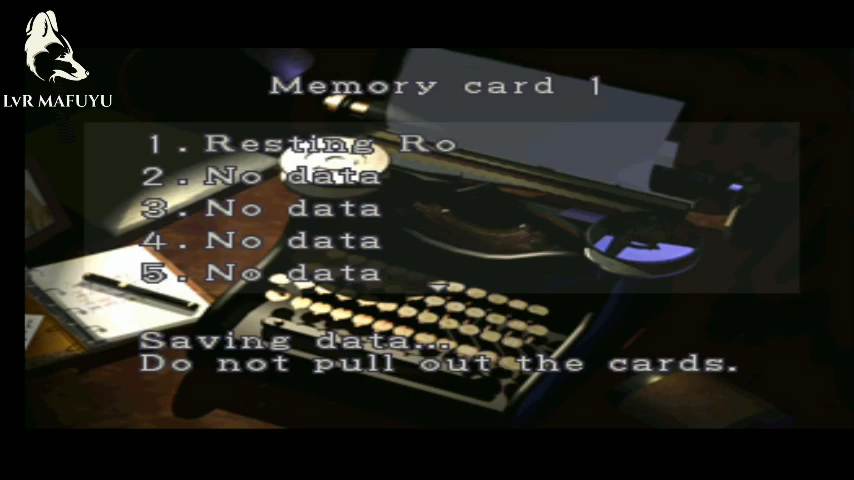 LvR MAFUYU
Memory card 1
1. Resting Ro
2. No data
3. No data
4. No data
5. No data
Saving data...
Do not pull out the cards.